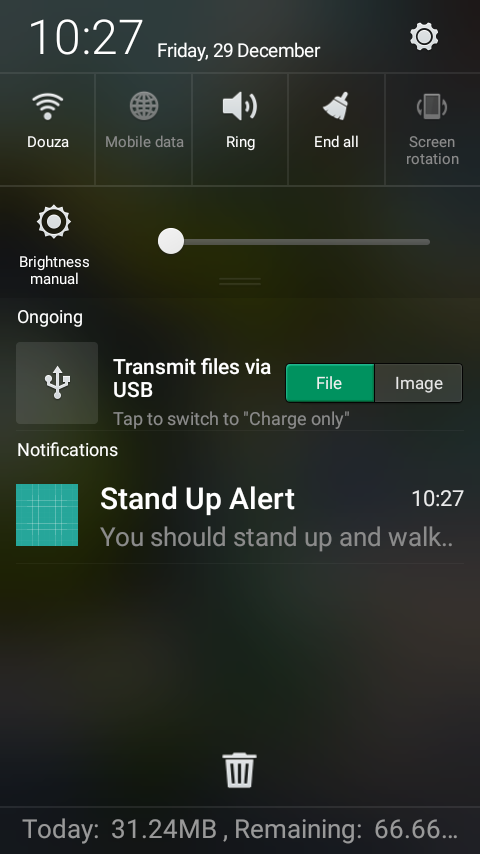 10:27 Friday, 29 December
Douza
Mobile data
Ring
End all
Screen
rotation
Brightness
manual
Ongoing
Transmit files via
USB
File
Image
Tap to switch to "Charge only"
Notifications
Stand Up Alert
10:27
You should stand up and walk..
Today: 31.24MB , Remaining: 66.66...